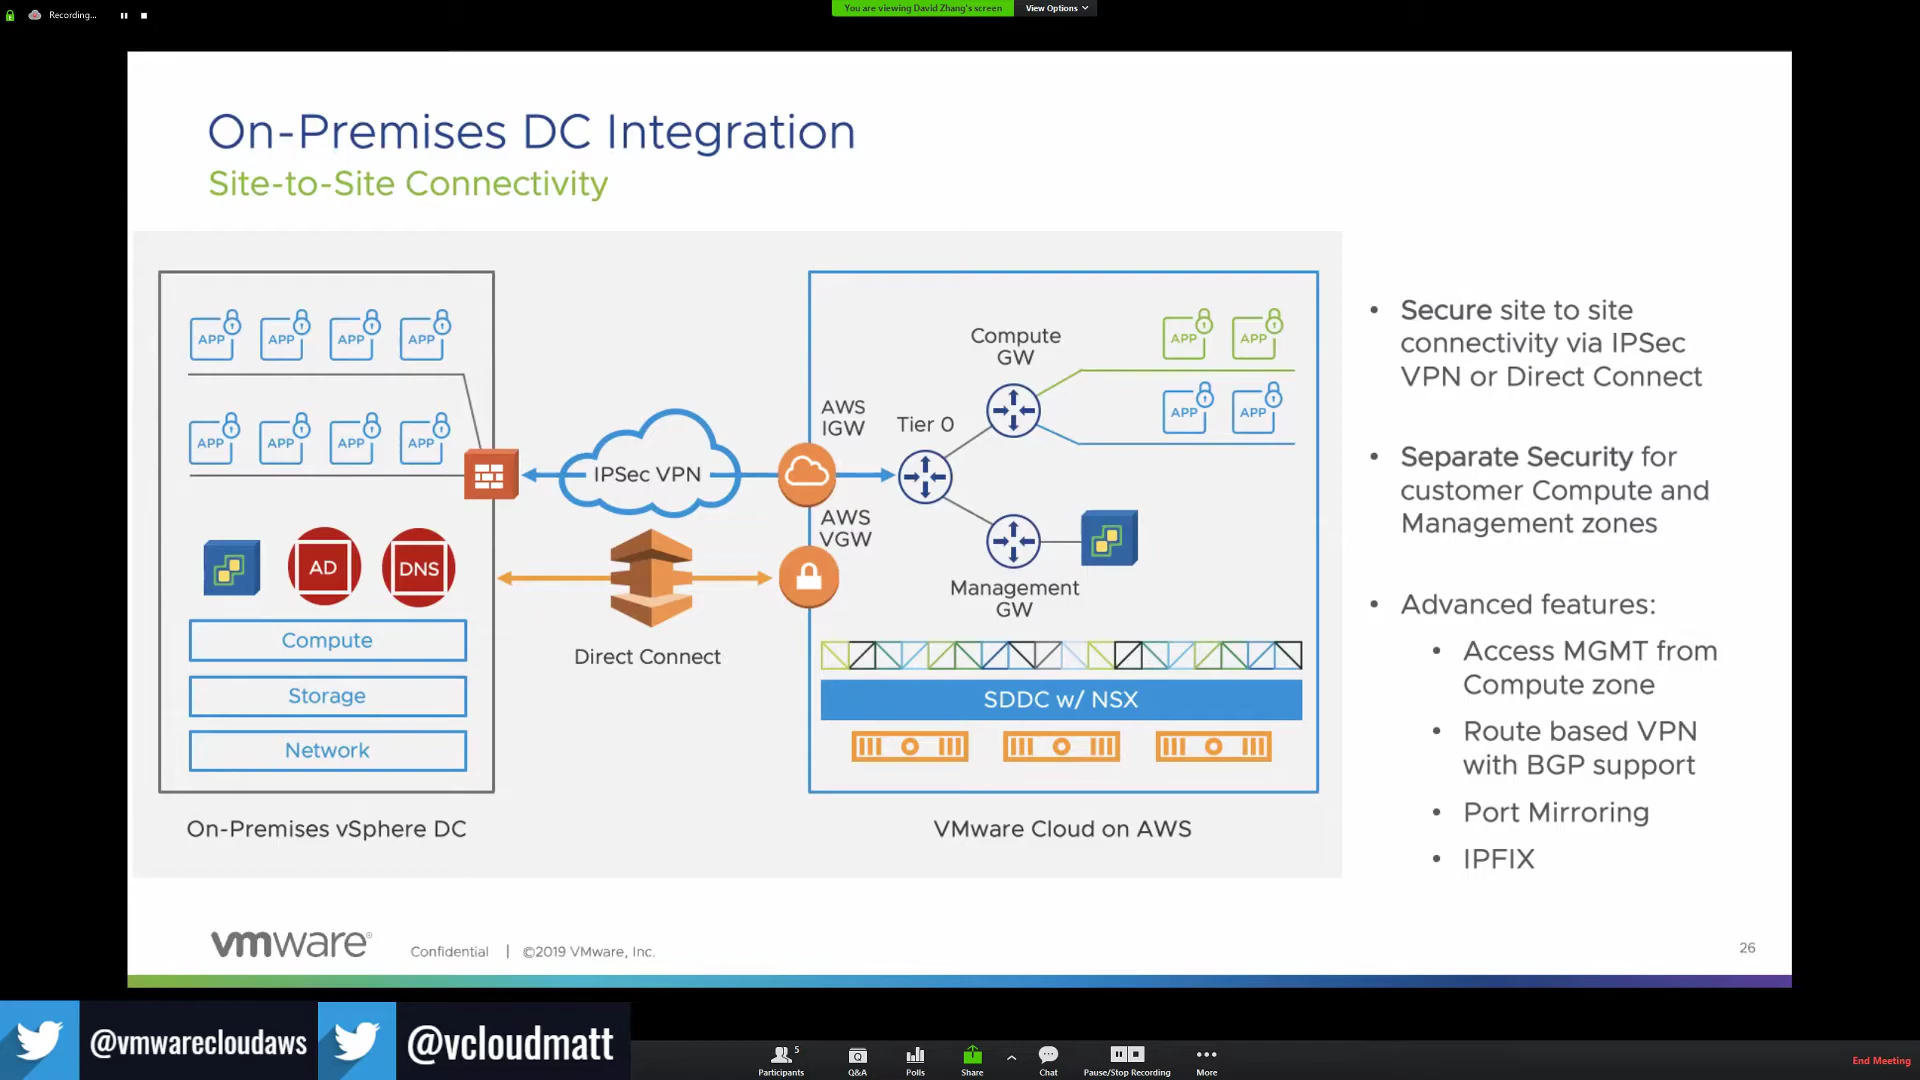 Recording...
You are viewing David Zhang's screen
View Options
On-Premises DC Integration
Site-to-Site Connectivity
APP APP APP APP
APP APP APP APP
AD
DNS
Compute
Storage
Network
On-Premises vSphere DC
IPSec VPN
Direct Connect
AWS
IGW
AWS
VGW
Tier 0
Compute
GW
Management
GW
APP APP
APP APP
SDDC w/ NSX
VMware Cloud on AWS
• Secure site to site
connectivity via IPSec
VPN or Direct Connect
• Separate Security for
customer Compute and
Management zones
• Advanced features:
• Access MGMT from
Compute zone
• Route based VPN
with BGP support
• Port Mirroring
• IPFIX
vmware®
Confidential | ©2019 VMware, Inc.
26
@vmwarecloudaws
@vcloudmatt
5
Participants
Q
Q&A
Polls
Share
Chat
Pause/Stop Recording
More
End Meeting